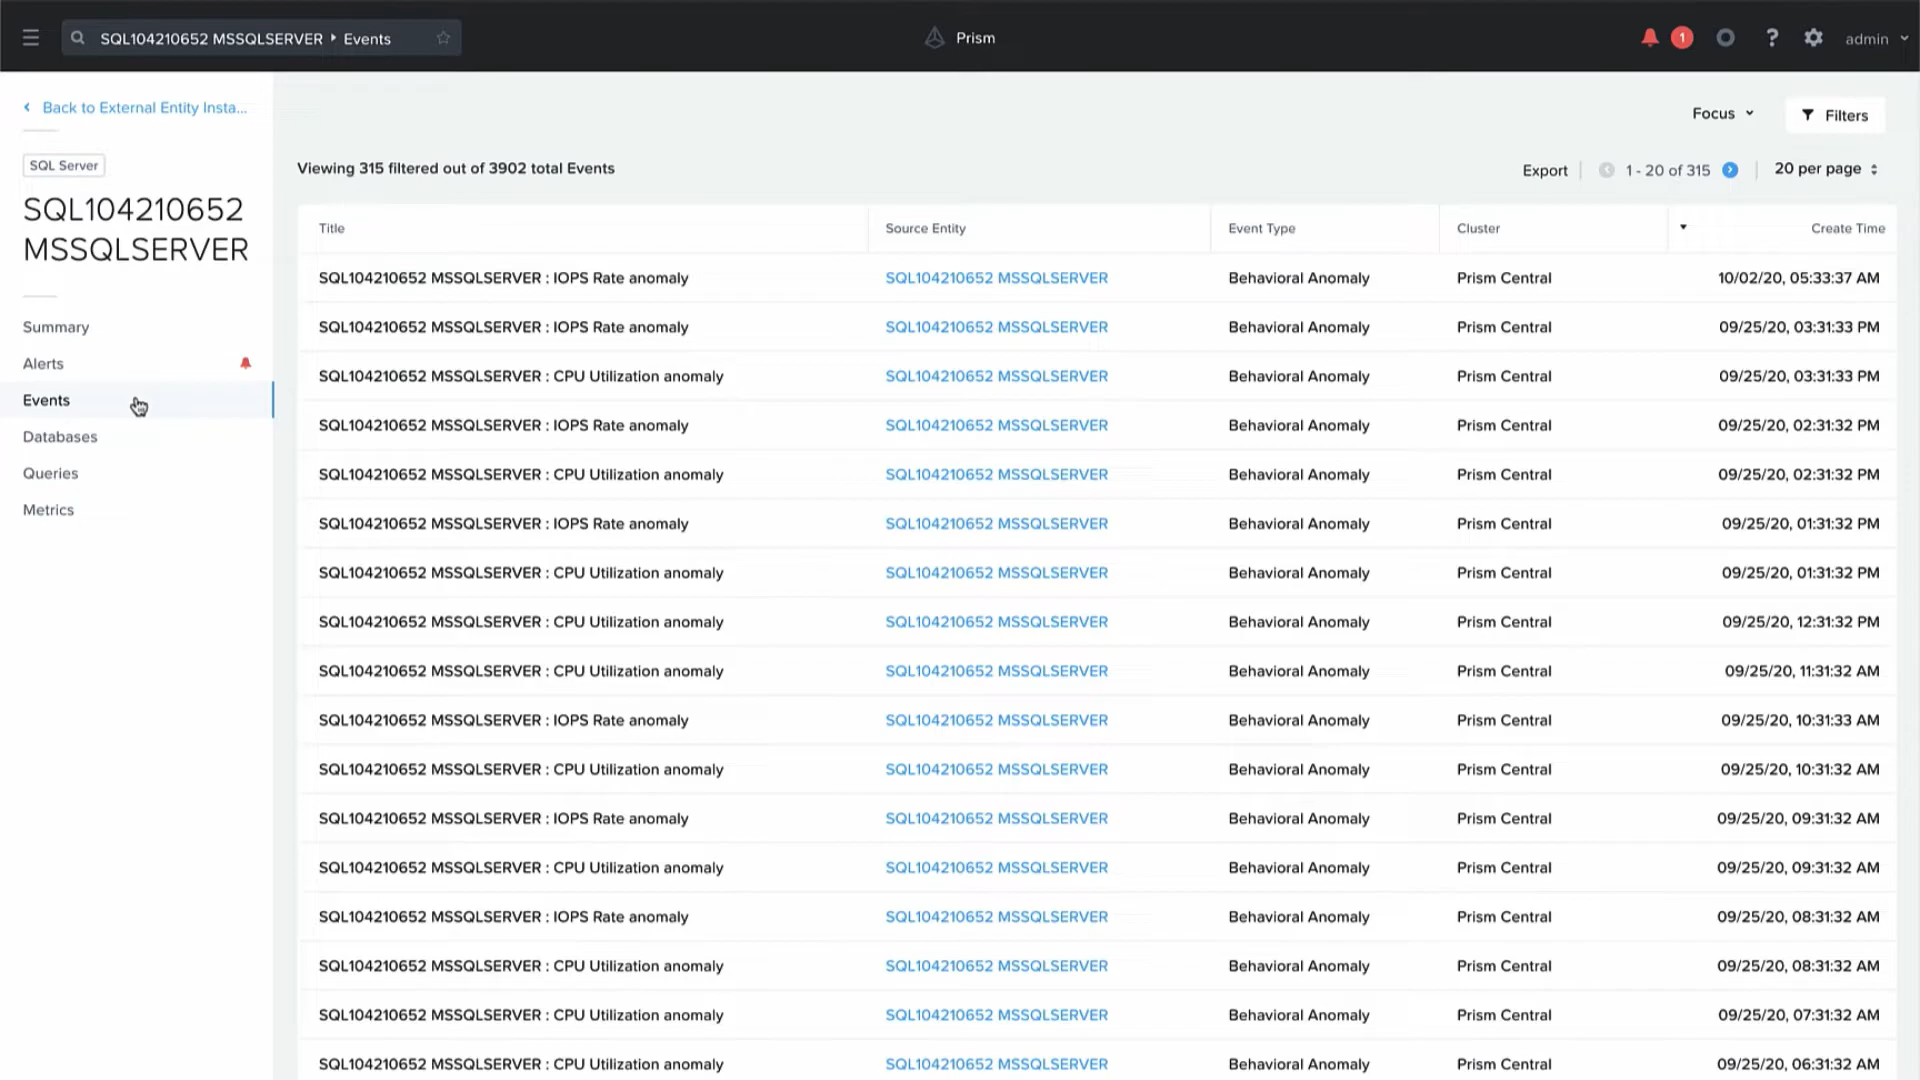 SQL104210652 MSSQLSERVER ‣ Events
Prism
1
?
admin
Back to External Entity Insta...
SQL Server
SQL104210652
MSSQLSERVER
Summary
Alerts
Events
Databases
Queries
Metrics
Focus
Filters
Viewing 315 filtered out of 3902 total Events
Export
1 - 20 of 315
20 per page
Title Source Entity Event Type Cluster Create Time
SQL104210652 MSSQLSERVER : IOPS Rate anomaly SQL104210652 MSSQLSERVER Behavioral Anomaly Prism Central 10/02/20, 05:33:37 AM
SQL104210652 MSSQLSERVER : IOPS Rate anomaly SQL104210652 MSSQLSERVER Behavioral Anomaly Prism Central 09/25/20, 03:31:33 PM
SQL104210652 MSSQLSERVER : CPU Utilization anomaly SQL104210652 MSSQLSERVER Behavioral Anomaly Prism Central 09/25/20, 03:31:33 PM
SQL104210652 MSSQLSERVER : IOPS Rate anomaly SQL104210652 MSSQLSERVER Behavioral Anomaly Prism Central 09/25/20, 02:31:32 PM
SQL104210652 MSSQLSERVER : CPU Utilization anomaly SQL104210652 MSSQLSERVER Behavioral Anomaly Prism Central 09/25/20, 02:31:32 PM
SQL104210652 MSSQLSERVER : IOPS Rate anomaly SQL104210652 MSSQLSERVER Behavioral Anomaly Prism Central 09/25/20, 01:31:32 PM
SQL104210652 MSSQLSERVER : CPU Utilization anomaly SQL104210652 MSSQLSERVER Behavioral Anomaly Prism Central 09/25/20, 01:31:32 PM
SQL104210652 MSSQLSERVER : CPU Utilization anomaly SQL104210652 MSSQLSERVER Behavioral Anomaly Prism Central 09/25/20, 12:31:32 PM
SQL104210652 MSSQLSERVER : CPU Utilization anomaly SQL104210652 MSSQLSERVER Behavioral Anomaly Prism Central 09/25/20, 11:31:32 AM
SQL104210652 MSSQLSERVER : IOPS Rate anomaly SQL104210652 MSSQLSERVER Behavioral Anomaly Prism Central 09/25/20, 10:31:33 AM
SQL104210652 MSSQLSERVER : CPU Utilization anomaly SQL104210652 MSSQLSERVER Behavioral Anomaly Prism Central 09/25/20, 10:31:32 AM
SQL104210652 MSSQLSERVER : IOPS Rate anomaly SQL104210652 MSSQLSERVER Behavioral Anomaly Prism Central 09/25/20, 09:31:32 AM
SQL104210652 MSSQLSERVER : CPU Utilization anomaly SQL104210652 MSSQLSERVER Behavioral Anomaly Prism Central 09/25/20, 09:31:32 AM
SQL104210652 MSSQLSERVER : IOPS Rate anomaly SQL104210652 MSSQLSERVER Behavioral Anomaly Prism Central 09/25/20, 08:31:32 AM
SQL104210652 MSSQLSERVER : CPU Utilization anomaly SQL104210652 MSSQLSERVER Behavioral Anomaly Prism Central 09/25/20, 08:31:32 AM
SQL104210652 MSSQLSERVER : CPU Utilization anomaly SQL104210652 MSSQLSERVER Behavioral Anomaly Prism Central 09/25/20, 07:31:32 AM
SQL104210652 MSSQLSERVER : CPU Utilization anomaly SQL104210652 MSSQLSERVER Behavioral Anomaly Prism Central 09/25/20, 06:31:32 AM